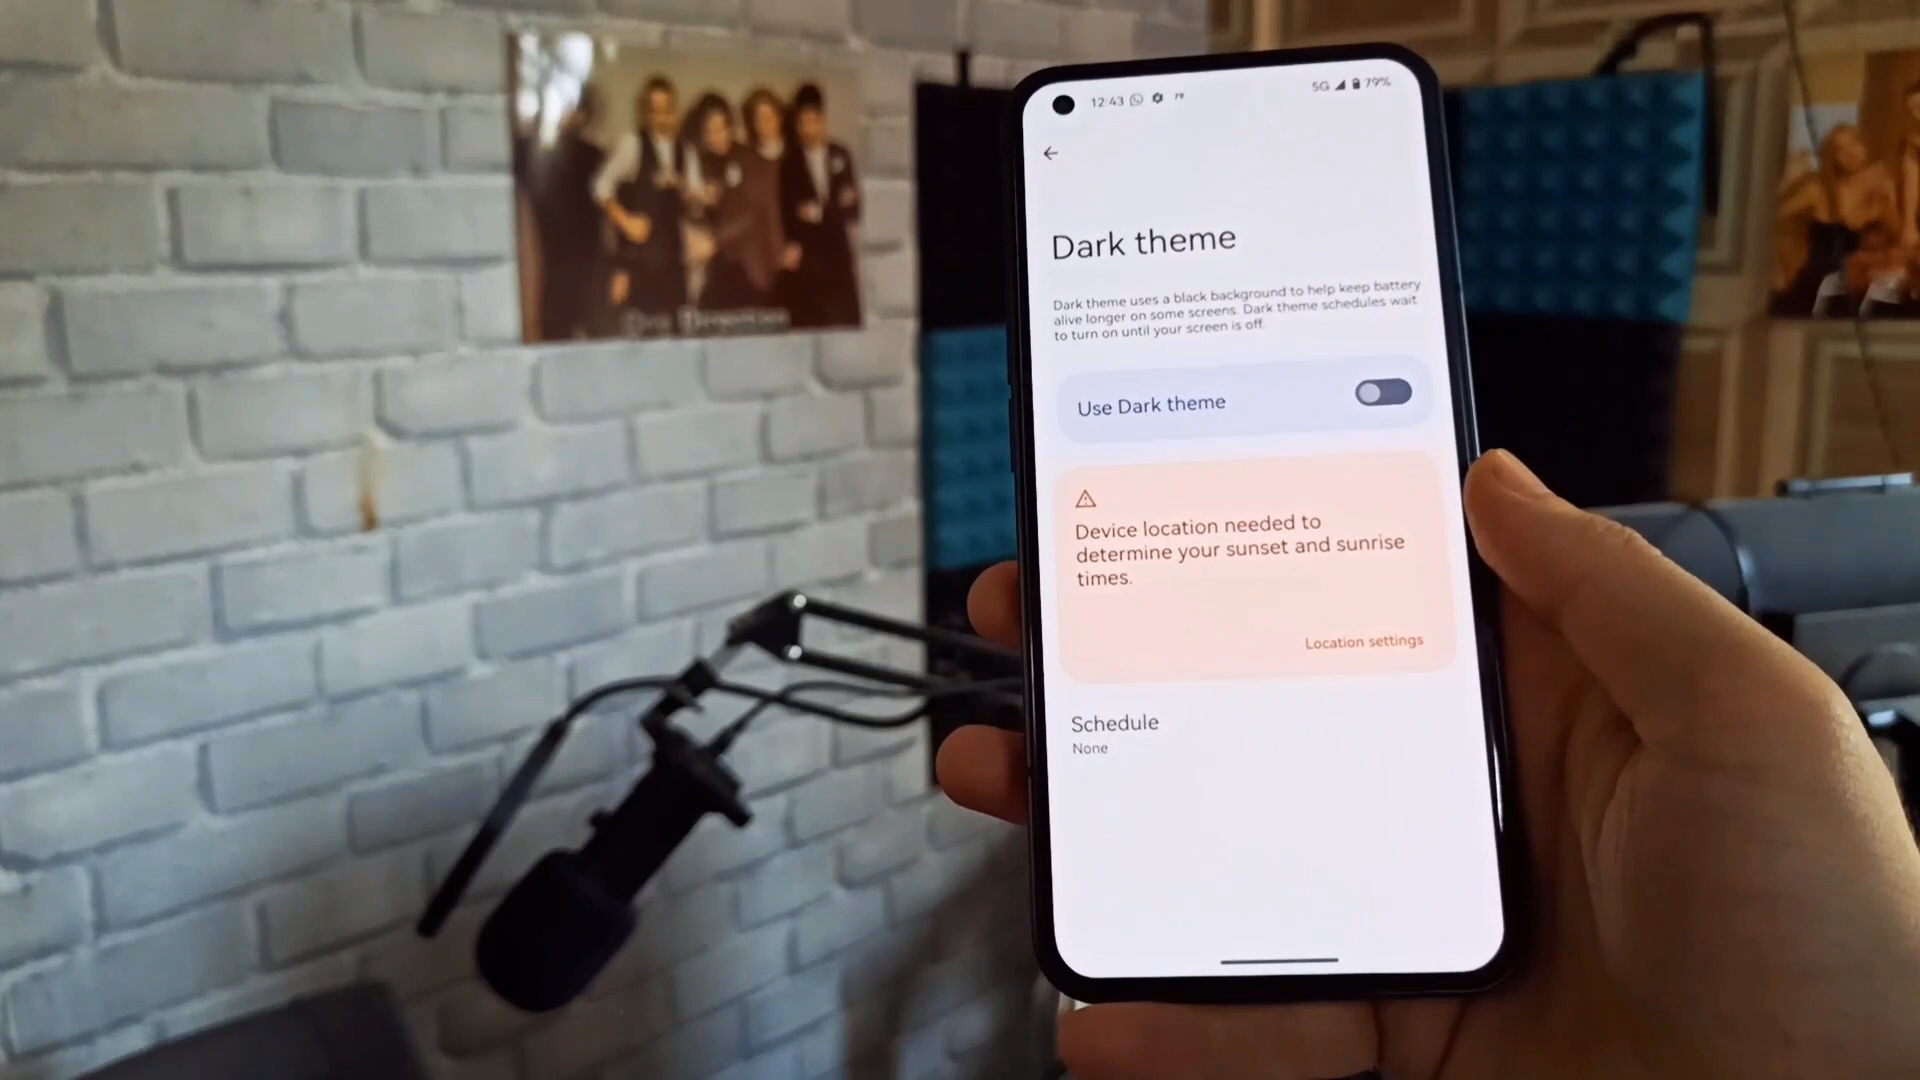 12:43
5G 79%
Dark theme
Dark theme uses a black background to help keep battery
alive longer on some screens. Dark theme schedules wait
to turn on until your screen is off.
Use Dark theme
Device location needed to
determine your sunset and sunrise
times.
Location settings
Schedule
None